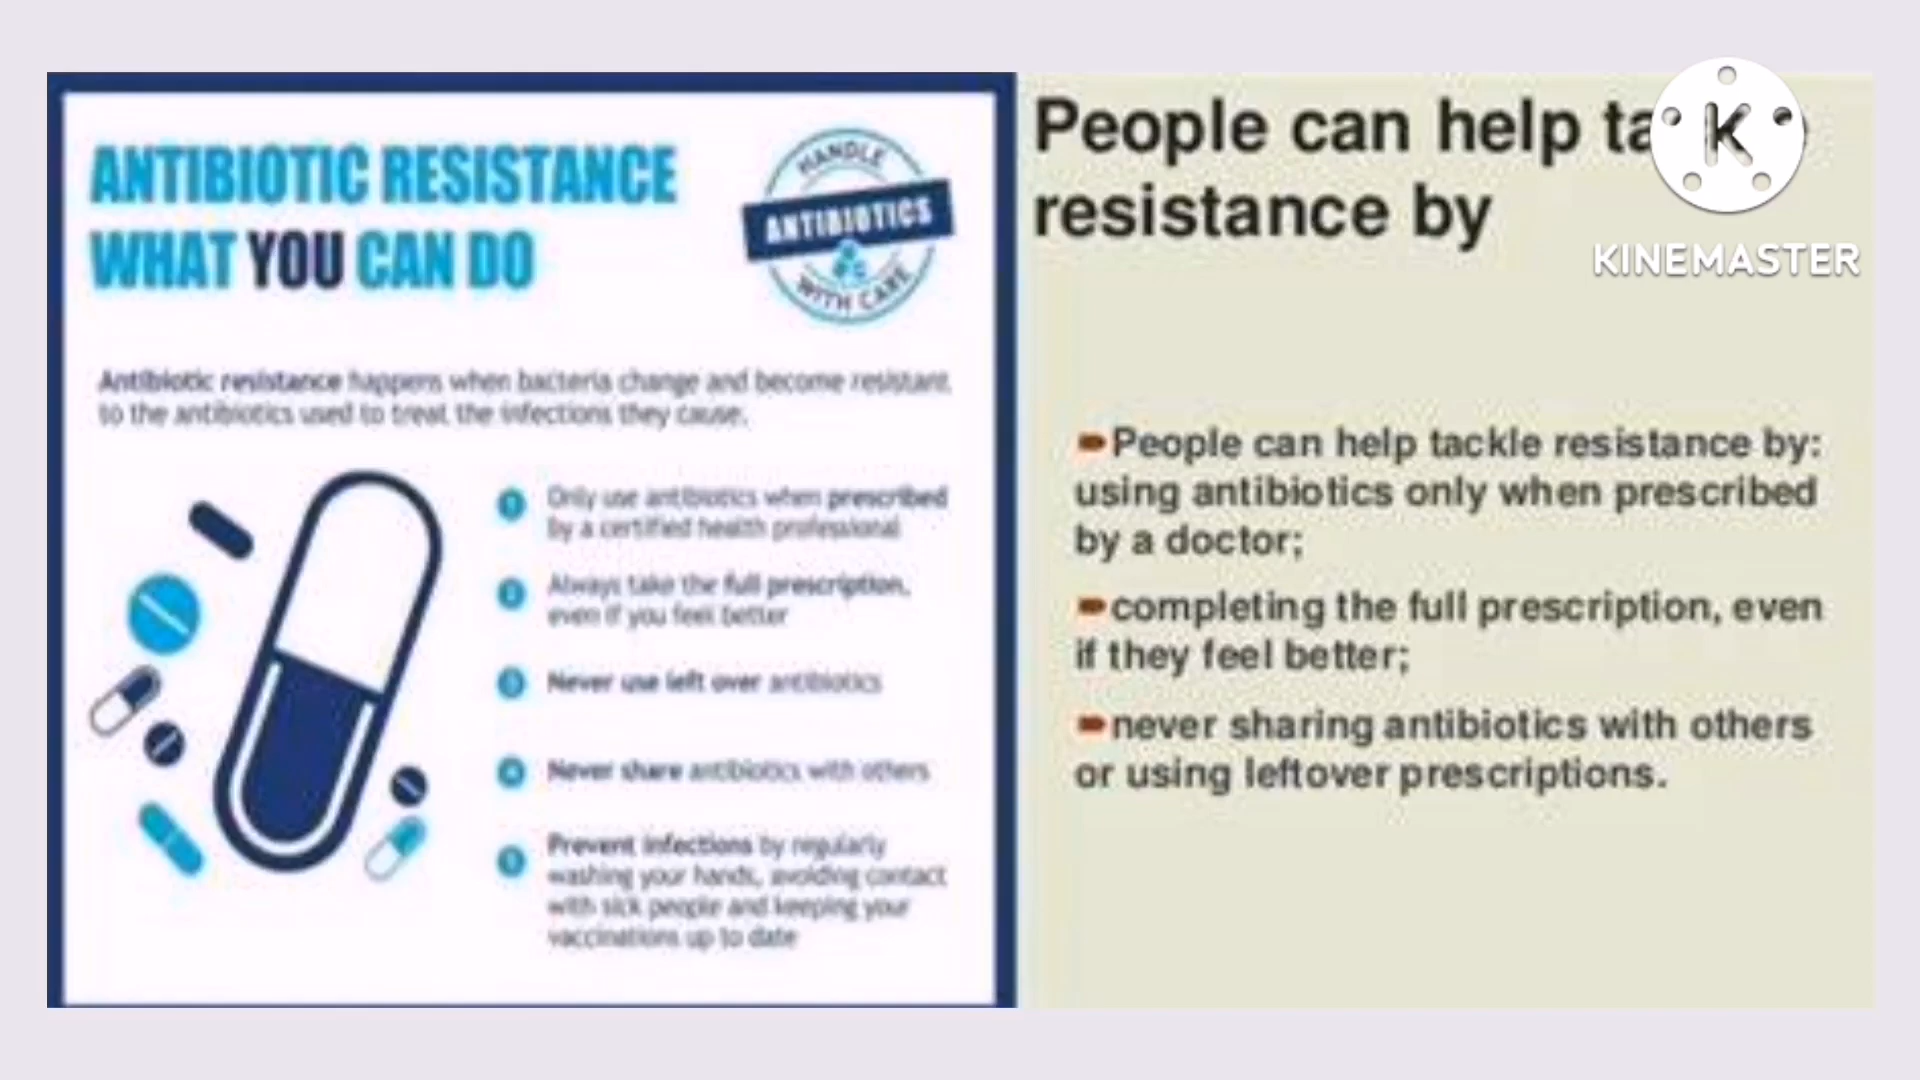 ANTIBIOTIC RESISTANCE
WHAT YOU CAN DO
HANDLE
ANTIBIOTICS
WITH CARE
Antibiotic resistance happens when bacteria change and become resistant
to the antibiotics used to treat the infections they cause.
1 Only use antibiotics when prescribed
by a certified health professional
2 Always take the full prescription,
even if you feel better
3 Never use left over antibiotics
4 Never share antibiotics with others
5 Prevent infections by regularly
washing your hands, avoiding contact
with sick people and keeping your
vaccinations up to date
People can help
resistance by
K
KINEMASTER
People can help tackle resistance by:
using antibiotics only when prescribed
by a doctor;
completing the full prescription, even
if they feel better;
never sharing antibiotics with others
or using leftover prescriptions.